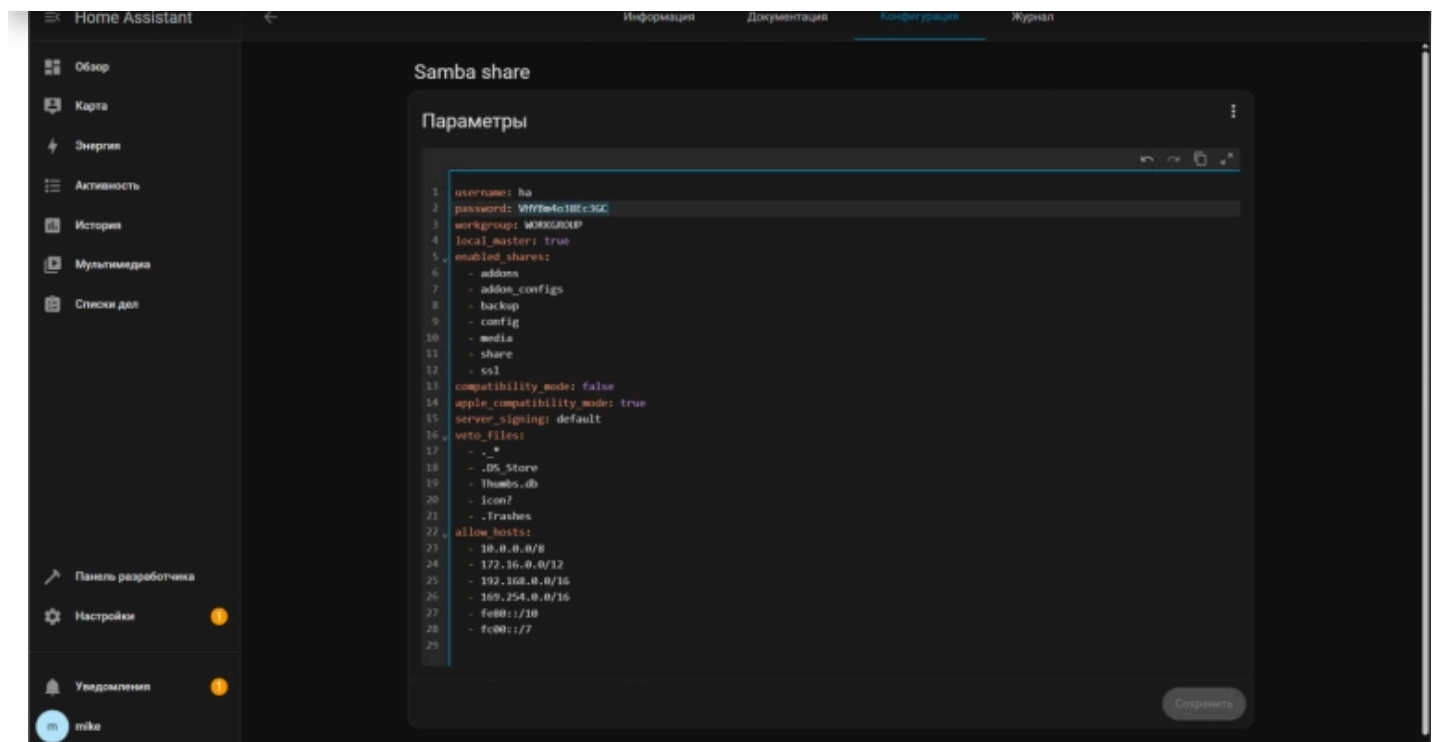 Home Assistant
Информация Документация Конфигурация Журнал
Обзор
Карта
Энергия
Активность
История
Мультимедиа
Списки дел
Панель разработчика
Настройки 1
Уведомления 1
m mike
Samba share
Параметры
1 username: ha
2 password:
3 workgroup: WORKGROUP
4 local_master: true
5 enabled_shares:
6 - addons
7 - addon_configs
8 - backup
9 - config
10 - media
11 - share
12 - ssl
13 compatibility_mode: false
14 apple_compatibility_mode: true
15 server_signing: default
16 veto_files:
17 - ._*
18 - .DS_Store
19 - Thumbs.db
20 - icon?
21 - .Trashes
22 allow_hosts:
23 - 10.0.0.0/8
24 - 172.16.0.0/12
25 - 192.168.0.0/16
26 - 169.254.0.0/16
27 - fe80::/10
28 - fc00::/7
29
Сохранить